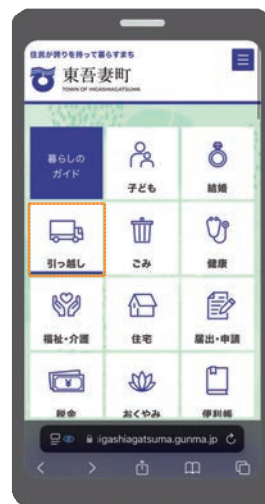 住民が誇りを持って暮らすまち
東吾妻町
TOWN OF HIGASHIAGATSUMA
暮らしの
ガイド
子ども
結婚
引っ越し
ごみ
健康
福祉・介護
住宅
届出・申請
税金
おくやみ
便利帳
igashiagatsuma.gunma.jp